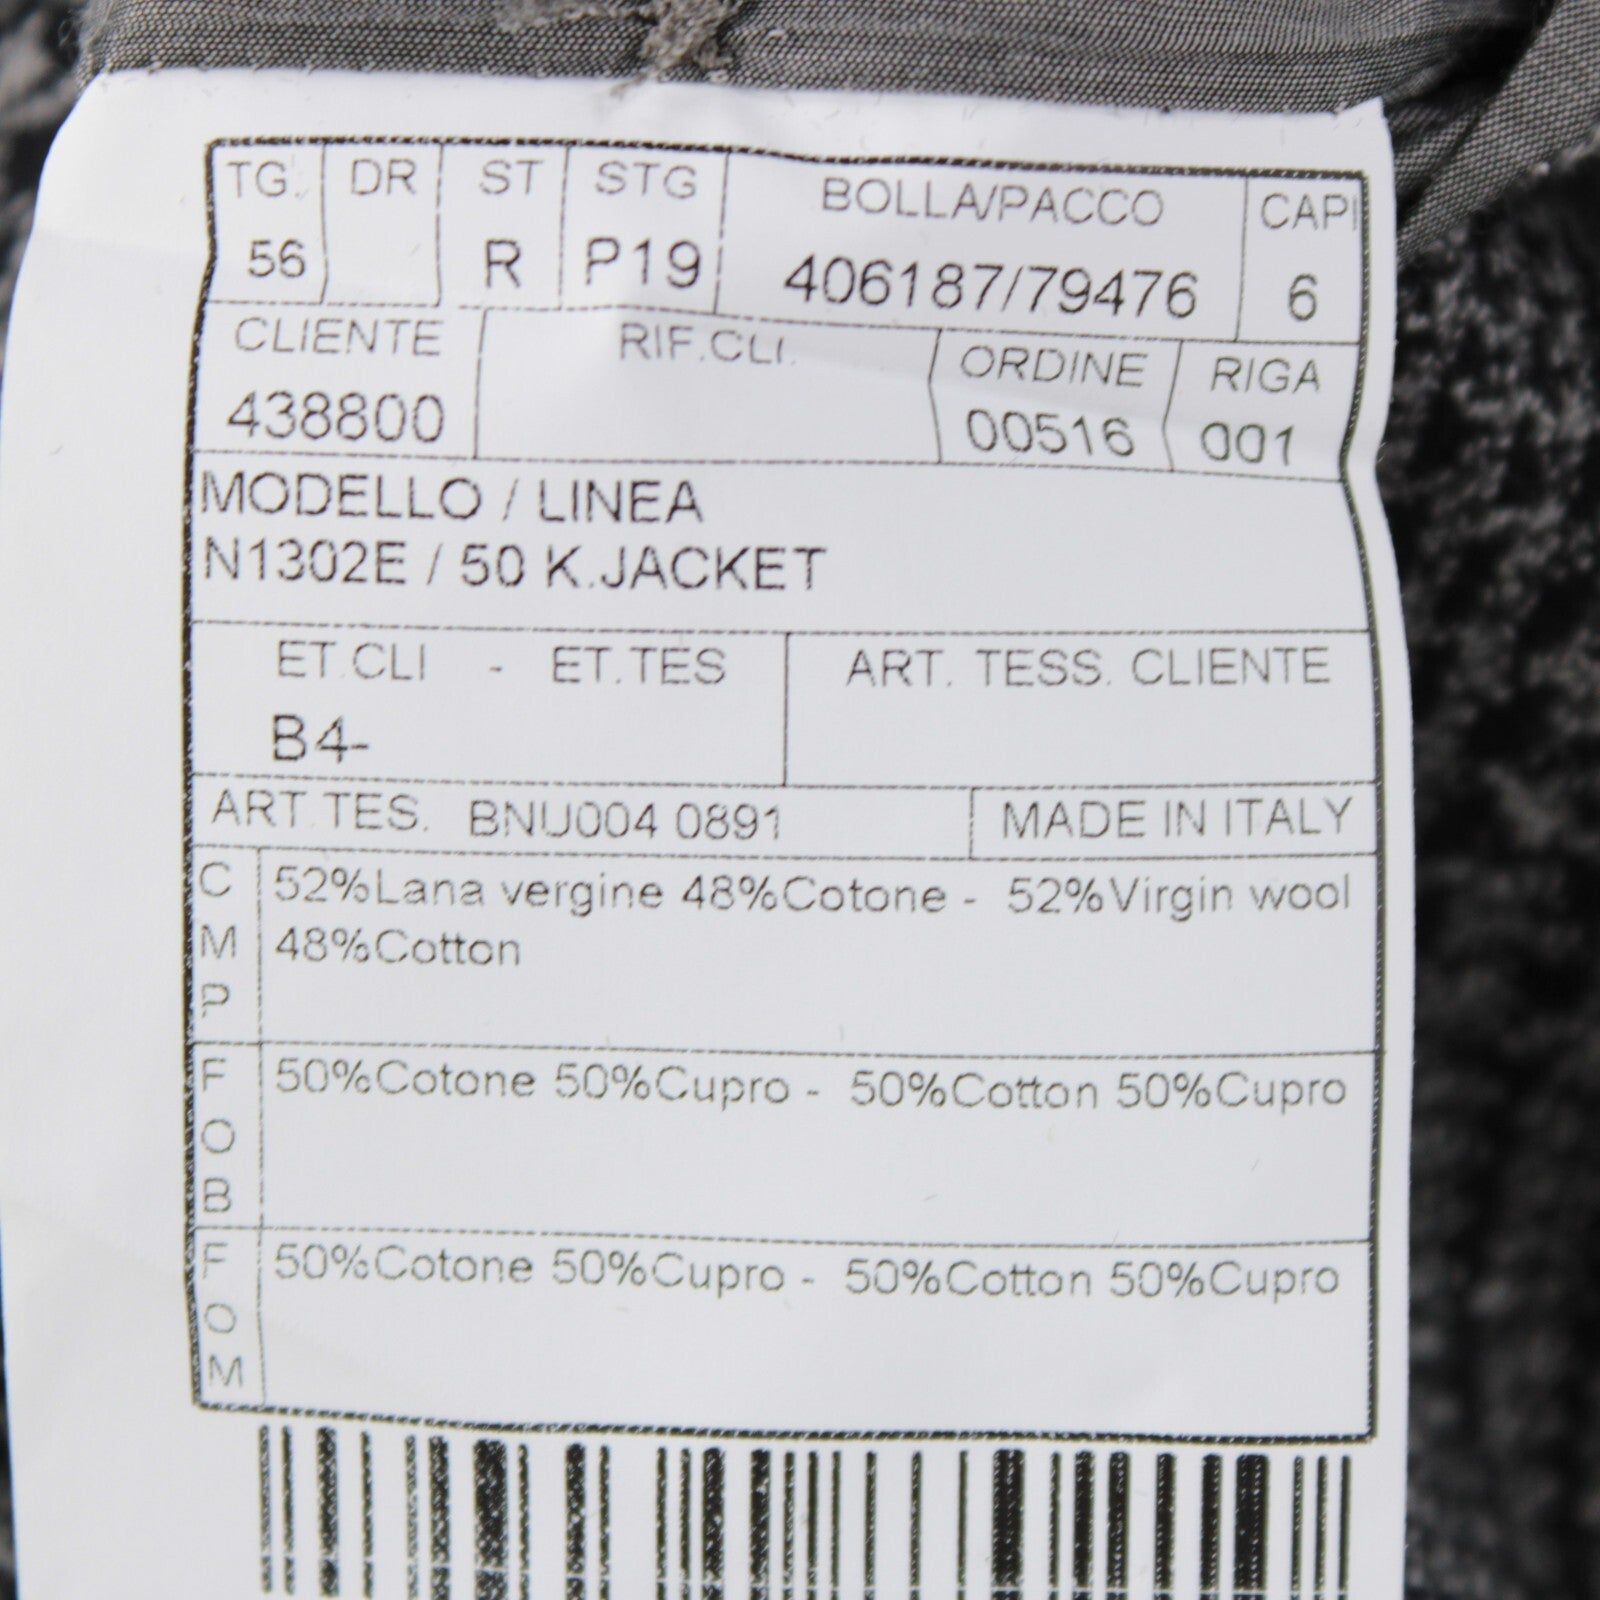 TG. DR ST STG BOLLA/PACCO CAPI
56 R P19 406187/79476 6
CLIENTE RIF.CLI. ORDINE RIGA
438800 00516 001
MODELLO / LINEA
N1302E / 50 K.JACKET
ET.CLI - ET.TES ART. TESS. CLIENTE
B4-
ART.TES. BNU004 0891 MADE IN ITALY
CMP
52%Lana vergine 48%Cotone - 52%Virgin wool
48%Cotton
FOB
50%Cotone 50%Cupro - 50%Cotton 50%Cupro
FOM
50%Cotone 50%Cupro - 50%Cotton 50%Cupro